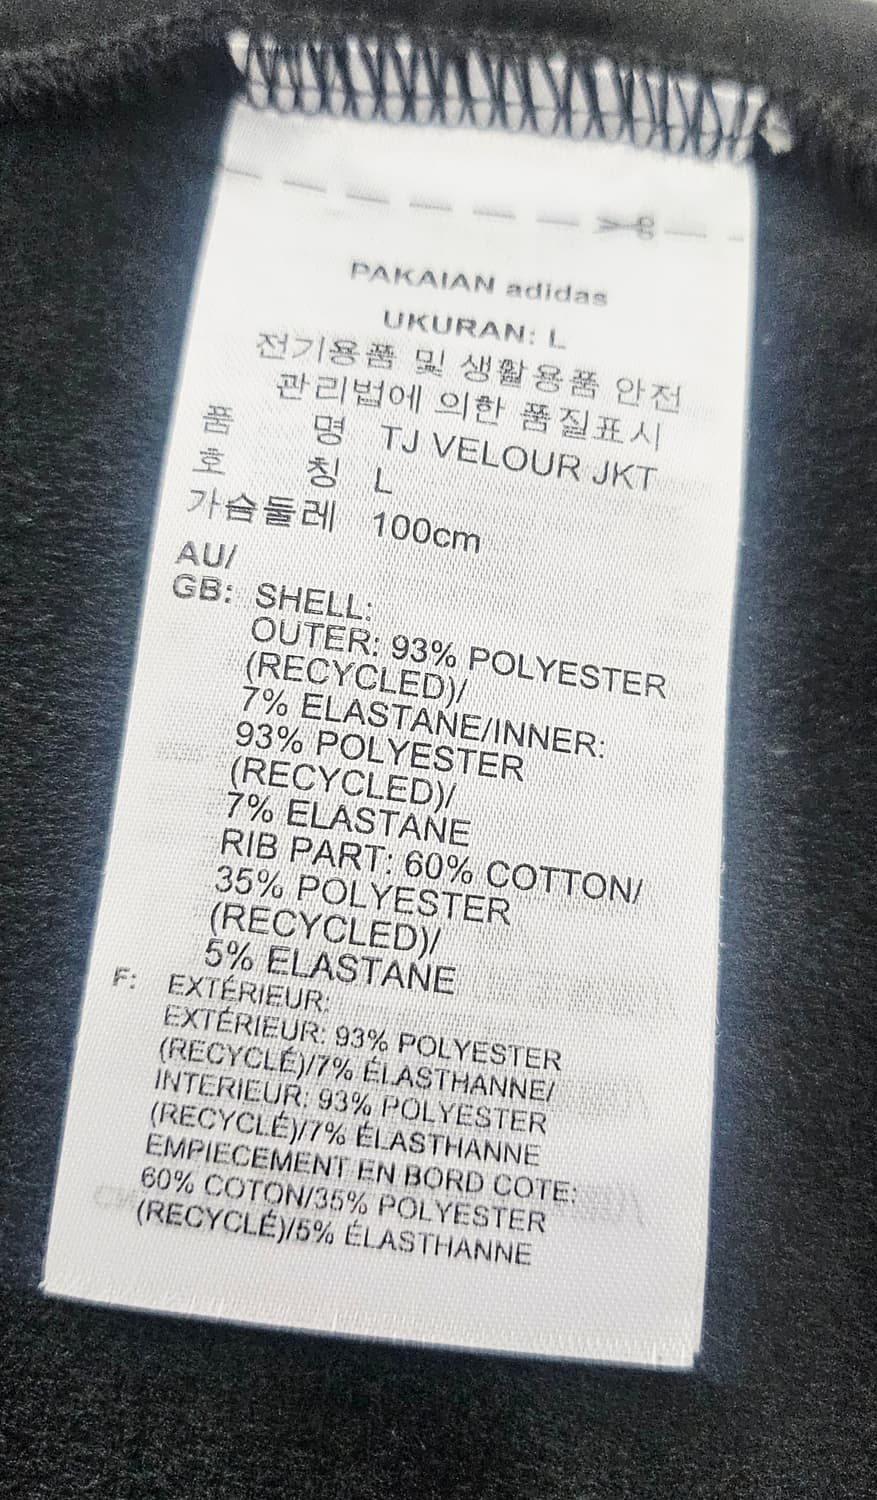 PAKAIAN adidas
UKURAN: L
전기용품 및 생활용품 안전
관리법에 의한 품질표시
품 명 TJ VELOUR JKT
호 칭 L
가슴둘레 100cm
AU/
GB: SHELL:
OUTER: 93% POLYESTER
(RECYCLED)/
7% ELASTANE/INNER:
93% POLYESTER
(RECYCLED)/
7% ELASTANE
RIB PART: 60% COTTON/
35% POLYESTER
(RECYCLED)/
5% ELASTANE
F: EXTÉRIEUR:
EXTÉRIEUR: 93% POLYESTER
(RECYCLÉ)/7% ÉLASTHANNE/
INTERIEUR: 93% POLYESTER
(RECYCLÉ)/7% ÉLASTHANNE
EMPIECEMENT EN BORD COTE:
60% COTON/35% POLYESTER
(RECYCLÉ)/5% ÉLASTHANNE